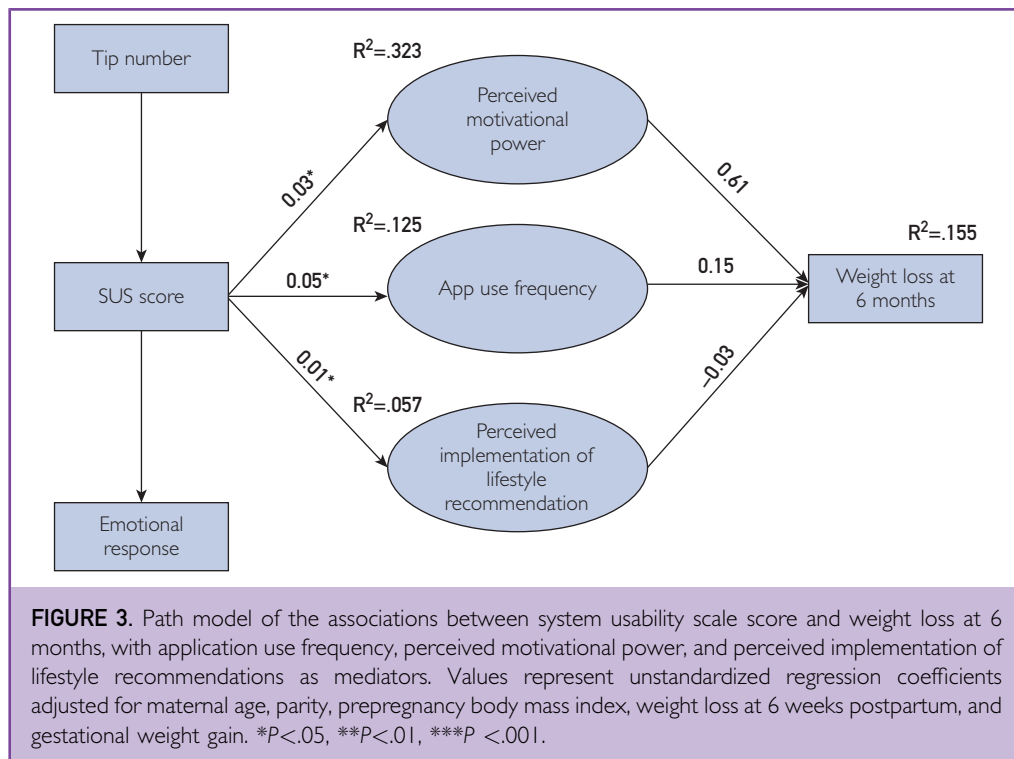 Tip number
R²=.323
Perceived
motivational
power
0.03*
0.61
R²=.125
R²=.155
SUS score
0.05*
App use frequency
0.15
Weight loss at
6 months
0.01*
–0.03
R²=.057
Perceived
implementation of
lifestyle
recommendation
Emotional
response
FIGURE 3. Path model of the associations between system usability scale score and weight loss at 6
months, with application use frequency, perceived motivational power, and perceived implementation of
lifestyle recommendations as mediators. Values represent unstandardized regression coefficients
adjusted for maternal age, parity, prepregnancy body mass index, weight loss at 6 weeks postpartum, and
gestational weight gain. *P<.05, **P<.01, ***P <.001.